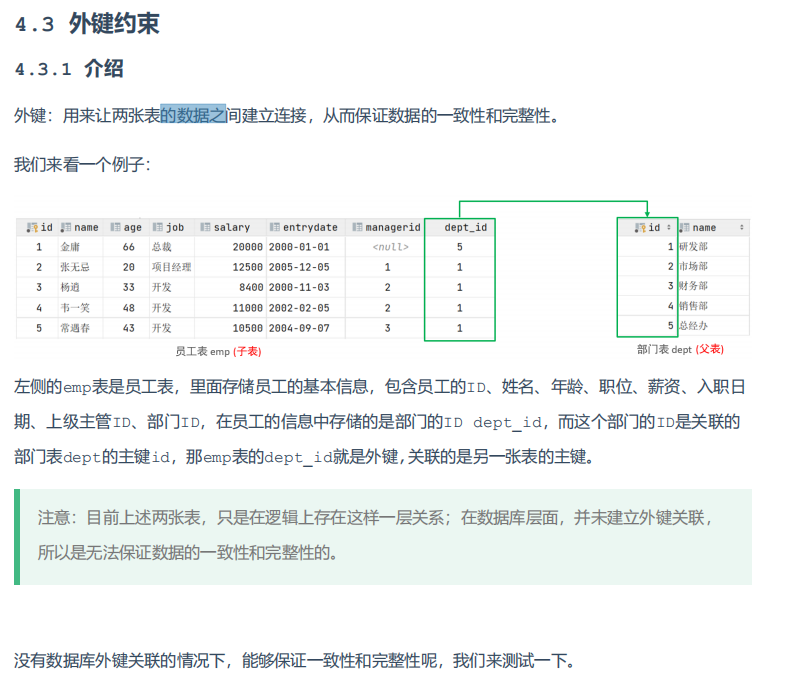 4.3 外键约束
4.3.1 介绍
外键：用来让两张表的数据之间建立连接，从而保证数据的一致性和完整性。
我们来看一个例子：
id name age job salary entrydate managerid dept_id
1 金庸 66 总裁 20000 2000-01-01 <null> 5
2 张无忌 20 项目经理 12500 2005-12-05 1 1
3 杨逍 33 开发 8400 2000-11-03 2 1
4 韦一笑 48 开发 11000 2002-02-05 2 1
5 常遇春 43 开发 10500 2004-09-07 3 1
员工表 emp (子表)
id name
1 研发部
2 市场部
3 财务部
4 销售部
5 总经办
部门表 dept (父表)
左侧的emp表是员工表，里面存储员工的基本信息，包含员工的ID、姓名、年龄、职位、薪资、入职日
期、上级主管ID、部门ID，在员工的信息中存储的是部门的ID dept_id，而这个部门的ID是关联的
部门表dept的主键id，那emp表的dept_id就是外键,关联的是另一张表的主键。
注意：目前上述两张表，只是在逻辑上存在这样一层关系；在数据库层面，并未建立外键关联，
所以是无法保证数据的一致性和完整性的。
没有数据库外键关联的情况下，能够保证一致性和完整性呢，我们来测试一下。